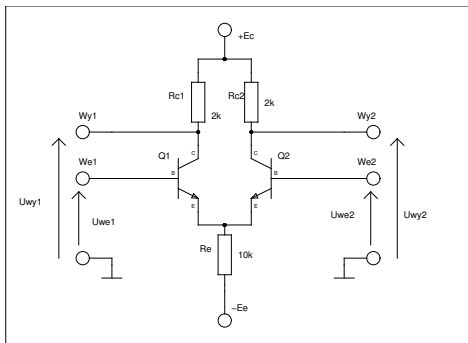 +Ec
Rc1 Rc2
2k 2k
Wy1 Wy2
Q1 C C Q2
We1 We2
B B
Uwy1 Uwe1 E E Uwe2 Uwy2
Re 10k
-Ee